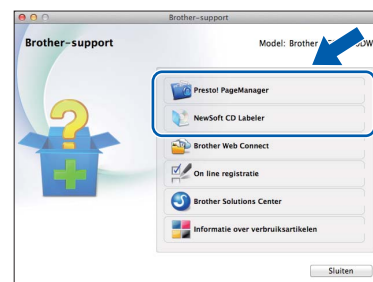 Brother-support
Brother-support
Model: Brother
Presto! PageManager
NewSoft CD Labeler
Brother Web Connect
On line registratie
Brother Solutions Center
Informatie over verbruiksartikelen
Sluiten